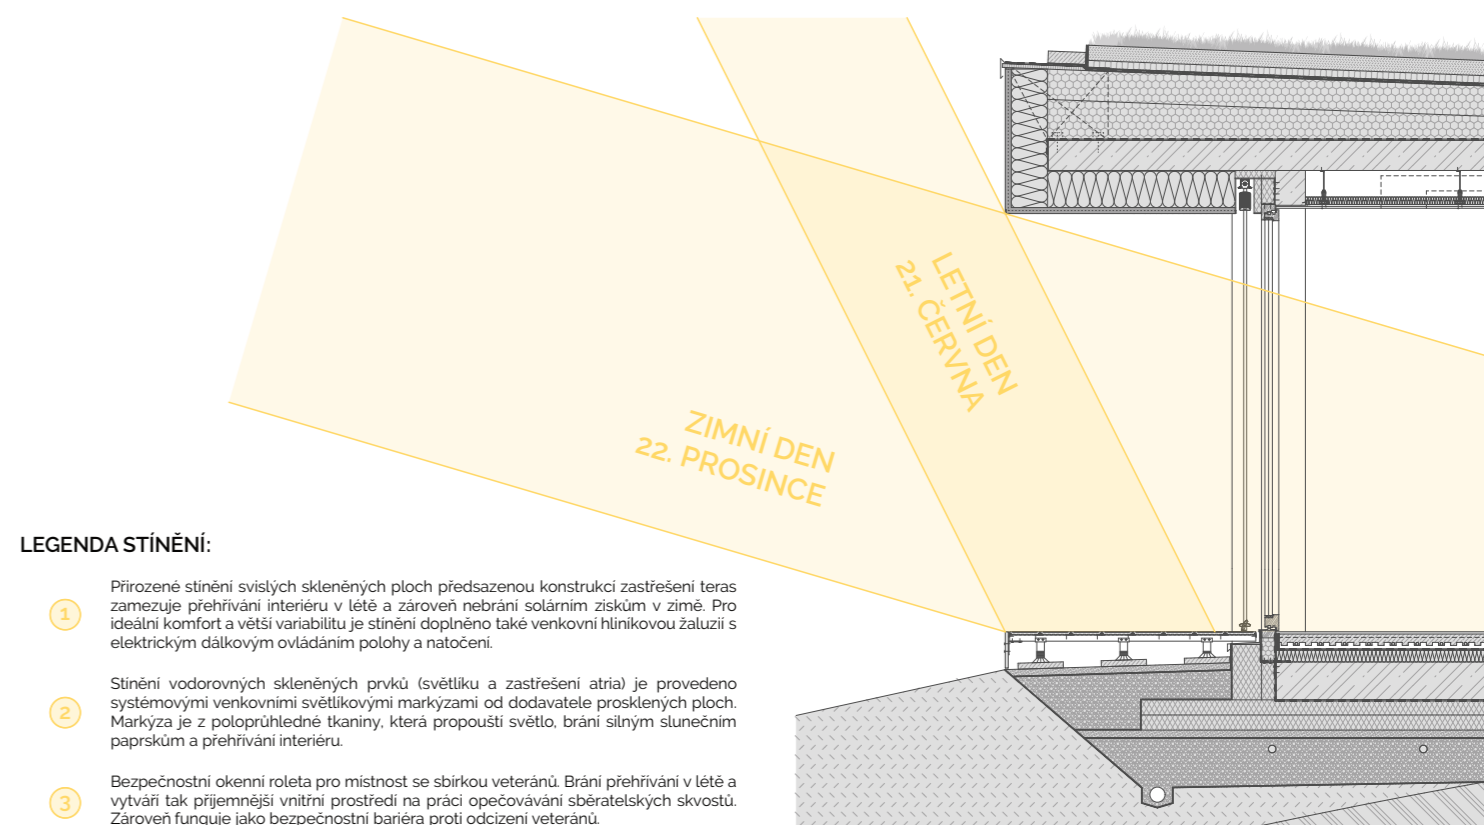 LETNÍ DEN
21. ČERVNA
ZIMNÍ DEN
22. PROSINCE
LEGENDA STÍNĚNÍ:
1
Přirozené stínění svislých skleněných ploch předsazenou konstrukcí zastřešení teras
zamezuje přehřívání interiéru v létě a zároveň nebrání solárním ziskům v zimě. Pro
ideální komfort a větší variabilitu je stínění doplněno také venkovní hliníkovou žaluzií s
elektrickým dálkovým ovládáním polohy a natočení.
2
Stínění vodorovných skleněných prvků (světlíku a zastřešení atria) je provedeno
systémovými venkovními světlíkovými markýzami od dodavatele prosklených ploch.
Markýza je z poloprůhledné tkaniny, která propouští světlo, brání silným slunečním
paprskům a přehřívání interiéru.
3
Bezpečnostní okenní roleta pro místnost se sbírkou veteránů. Brání přehřívání v létě a
vytváří tak příjemnější vnitřní prostředí na práci opečovávání sběratelských skvostů.
Zároveň funguje jako bezpečnostní bariéra proti odcizení veteránů.